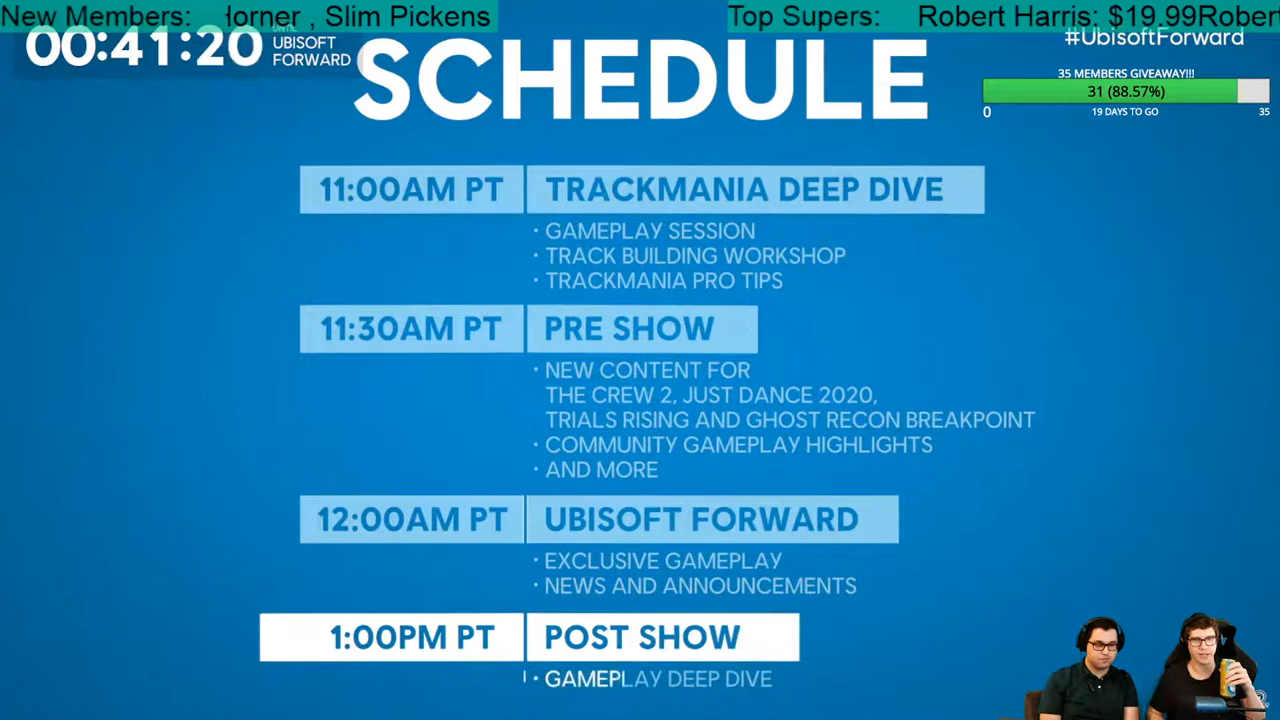 New Members: Horner , Slim Pickens
Top Supers: Robert Harris: $19.99Robert
00:41:20
UNTIL
UBISOFT
FORWARD
SCHEDULE
#UbisoftForward
35 MEMBERS GIVEAWAY!!!
31 (88.57%)
0
19 DAYS TO GO
35
11:00AM PT
TRACKMANIA DEEP DIVE
· GAMEPLAY SESSION
· TRACK BUILDING WORKSHOP
· TRACKMANIA PRO TIPS
11:30AM PT
PRE SHOW
· NEW CONTENT FOR
THE CREW 2, JUST DANCE 2020,
TRIALS RISING AND GHOST RECON BREAKPOINT
· COMMUNITY GAMEPLAY HIGHLIGHTS
· AND MORE
12:00AM PT
UBISOFT FORWARD
· EXCLUSIVE GAMEPLAY
· NEWS AND ANNOUNCEMENTS
1:00PM PT
POST SHOW
· GAMEPLAY DEEP DIVE